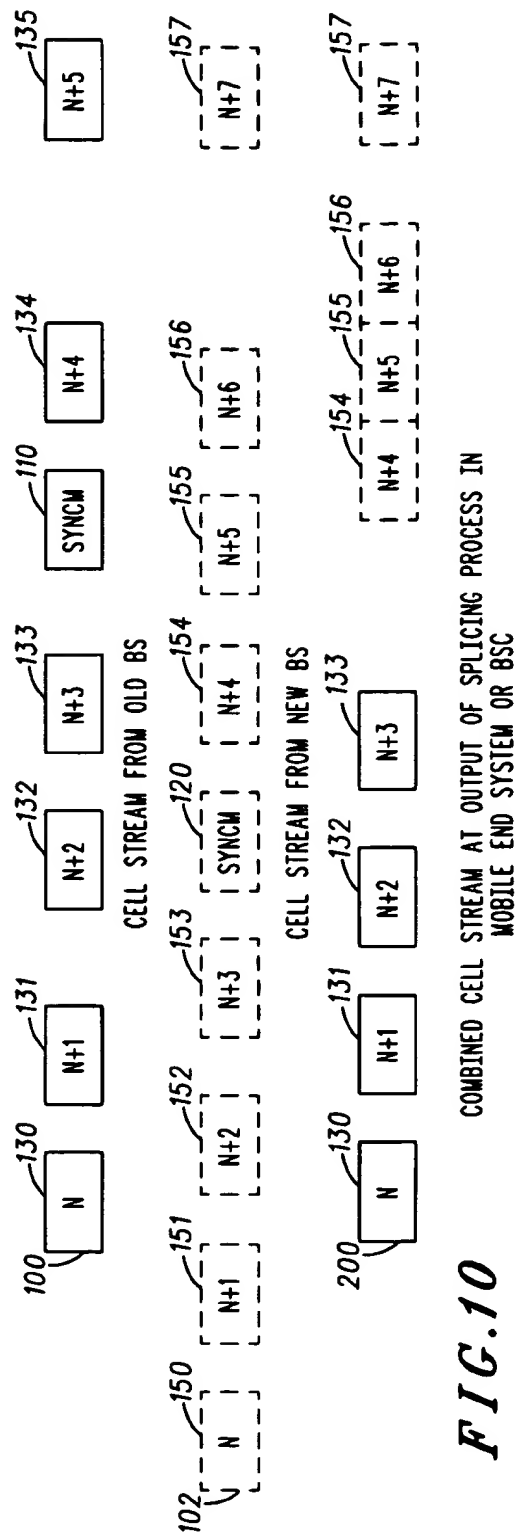 130 131 132 133 110 134 135
100 N N+1 N+2 N+3 SYNCM N+4 N+5
CELL STREAM FROM OLD BS
150 151 152 153 120 154 155 156 157
102 N N+1 N+2 N+3 SYNCM N+4 N+5 N+6 N+7
CELL STREAM FROM NEW BS
130 131 132 133 154 155 156 157
200 N N+1 N+2 N+3 N+4 N+5 N+6 N+7
COMBINED CELL STREAM AT OUTPUT OF SPLICING PROCESS IN
MOBILE END SYSTEM OR BSC
FIG.10